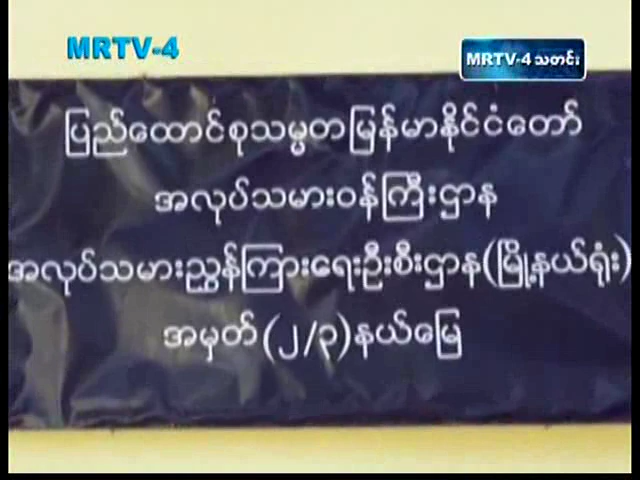 MRTV-4
MRTV-4 သတင်း
ပြည်ထောင်စုသမ္မတမြန်မာနိုင်ငံတော်
အလုပ်သမားဝန်ကြီးဌာန
အလုပ်သမားညွှန်ကြားရေးဦးစီးဌာန(မြို့နယ်ရုံး)
အမှတ်(၂/၃)နယ်မြေ